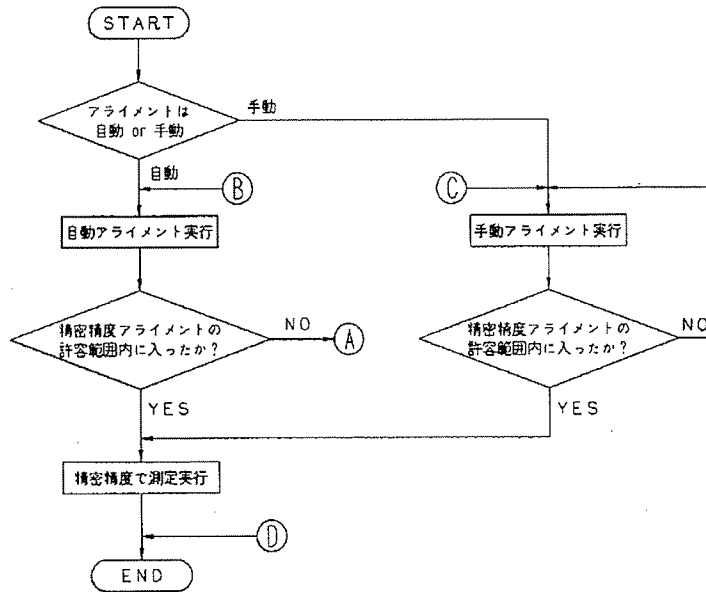 START
アライメントは
自動 or 手動
手動
自動
B
C
自動アライメント実行
手動アライメント実行
精密精度アライメントの
許容範囲内に入ったか?
NO
A
精密精度アライメントの
許容範囲内に入ったか?
NO
YES
YES
精密精度で測定実行
D
END